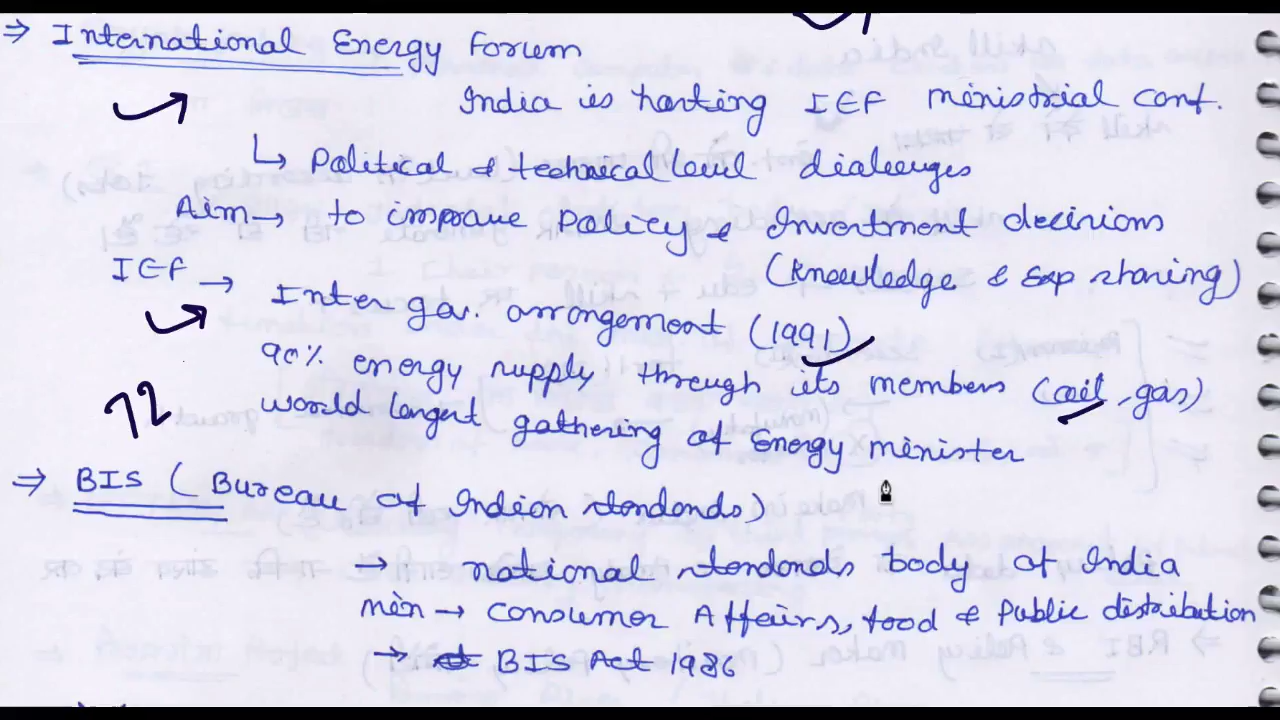 ⇒ International Energy Forum
India is hosting IEF ministrial conf.
↳ Political & technical level dialouges
Aim → to improve Policy & Investment decisions
(knowledge & Exp sharing)
IEF → Inter gov. arrangement (1991)
90% energy supply through its members (oil, gas)
72
world largest gathering of Energy minister
⇒ BIS (Bureau of Indian standards)
→ national standards body of India
min → Consumer Affairs, food & Public distribution
→ BIS Act 1986